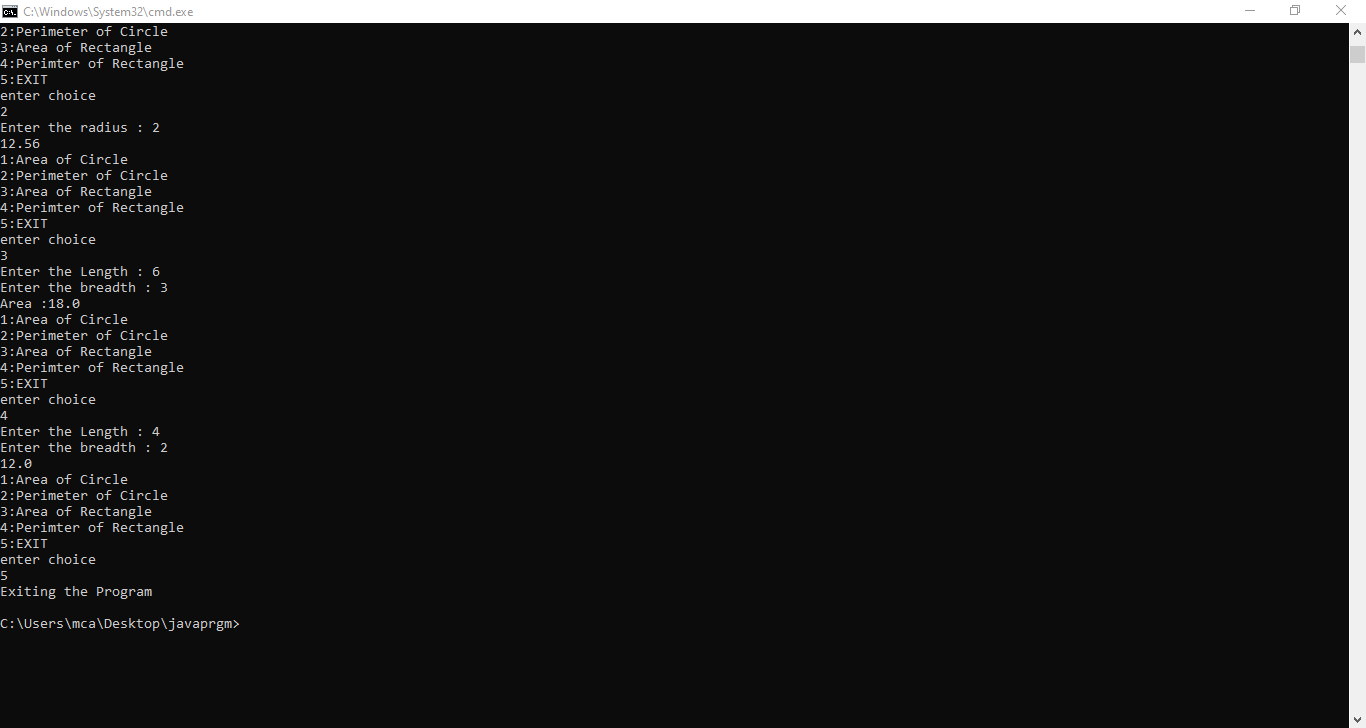 C:\Windows\System32\cmd.exe
2:Perimeter of Circle
3:Area of Rectangle
4:Perimter of Rectangle
5:EXIT
enter choice
2
Enter the radius : 2
12.56
1:Area of Circle
2:Perimeter of Circle
3:Area of Rectangle
4:Perimter of Rectangle
5:EXIT
enter choice
3
Enter the Length : 6
Enter the breadth : 3
Area :18.0
1:Area of Circle
2:Perimeter of Circle
3:Area of Rectangle
4:Perimter of Rectangle
5:EXIT
enter choice
4
Enter the Length : 4
Enter the breadth : 2
12.0
1:Area of Circle
2:Perimeter of Circle
3:Area of Rectangle
4:Perimter of Rectangle
5:EXIT
enter choice
5
Exiting the Program
C:\Users\mca\Desktop\javaprgm>